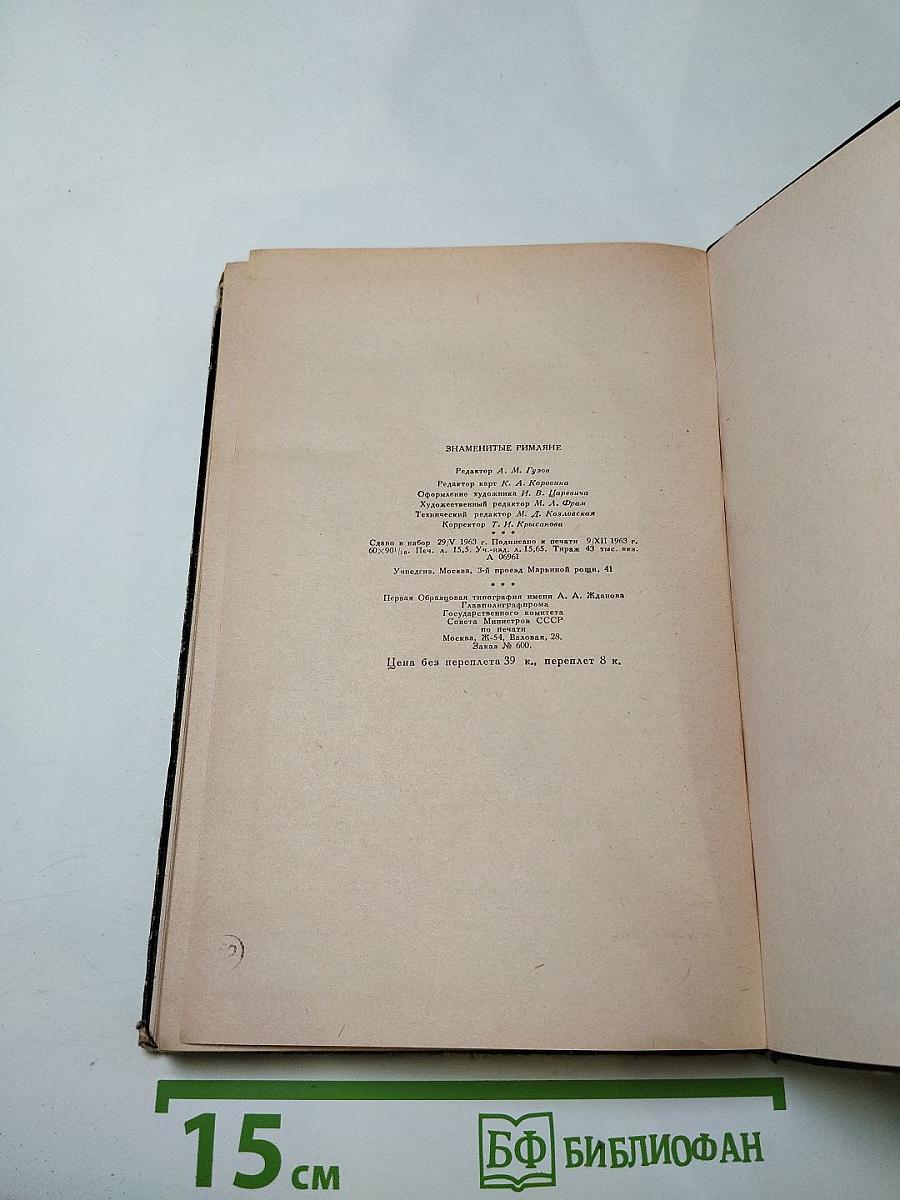 ЗНАМЕНИТЫЕ РИМЛЯНЕ
Редактор А. М. Гузов
Редактор карт К. А. Коровина
Оформление художника И. В. Царевича
Художественный редактор М. Л. Фрам
Технический редактор М. Д. Козловская
Корректор Т. И. Крысанова
* * *
Сдано в набор 29/V 1963 г. Подписано к печати 9/XII 1963 г.
60×90 1/16. Печ. л. 15,5. Уч.-изд. л. 15,65. Тираж 43 тыс. экз.
А 06961
Учпедгиз. Москва, 3-й проезд Марьиной рощи, 41
* * *
Первая Образцовая типография имени А. А. Жданова
Главполиграфпрома
Государственного комитета
Совета Министров СССР
по печати
Москва, Ж-54, Валовая, 28.
Заказ № 600.
Цена без переплета 39 к., переплет 8 к.
15 см
БФ БИБЛИОФАН